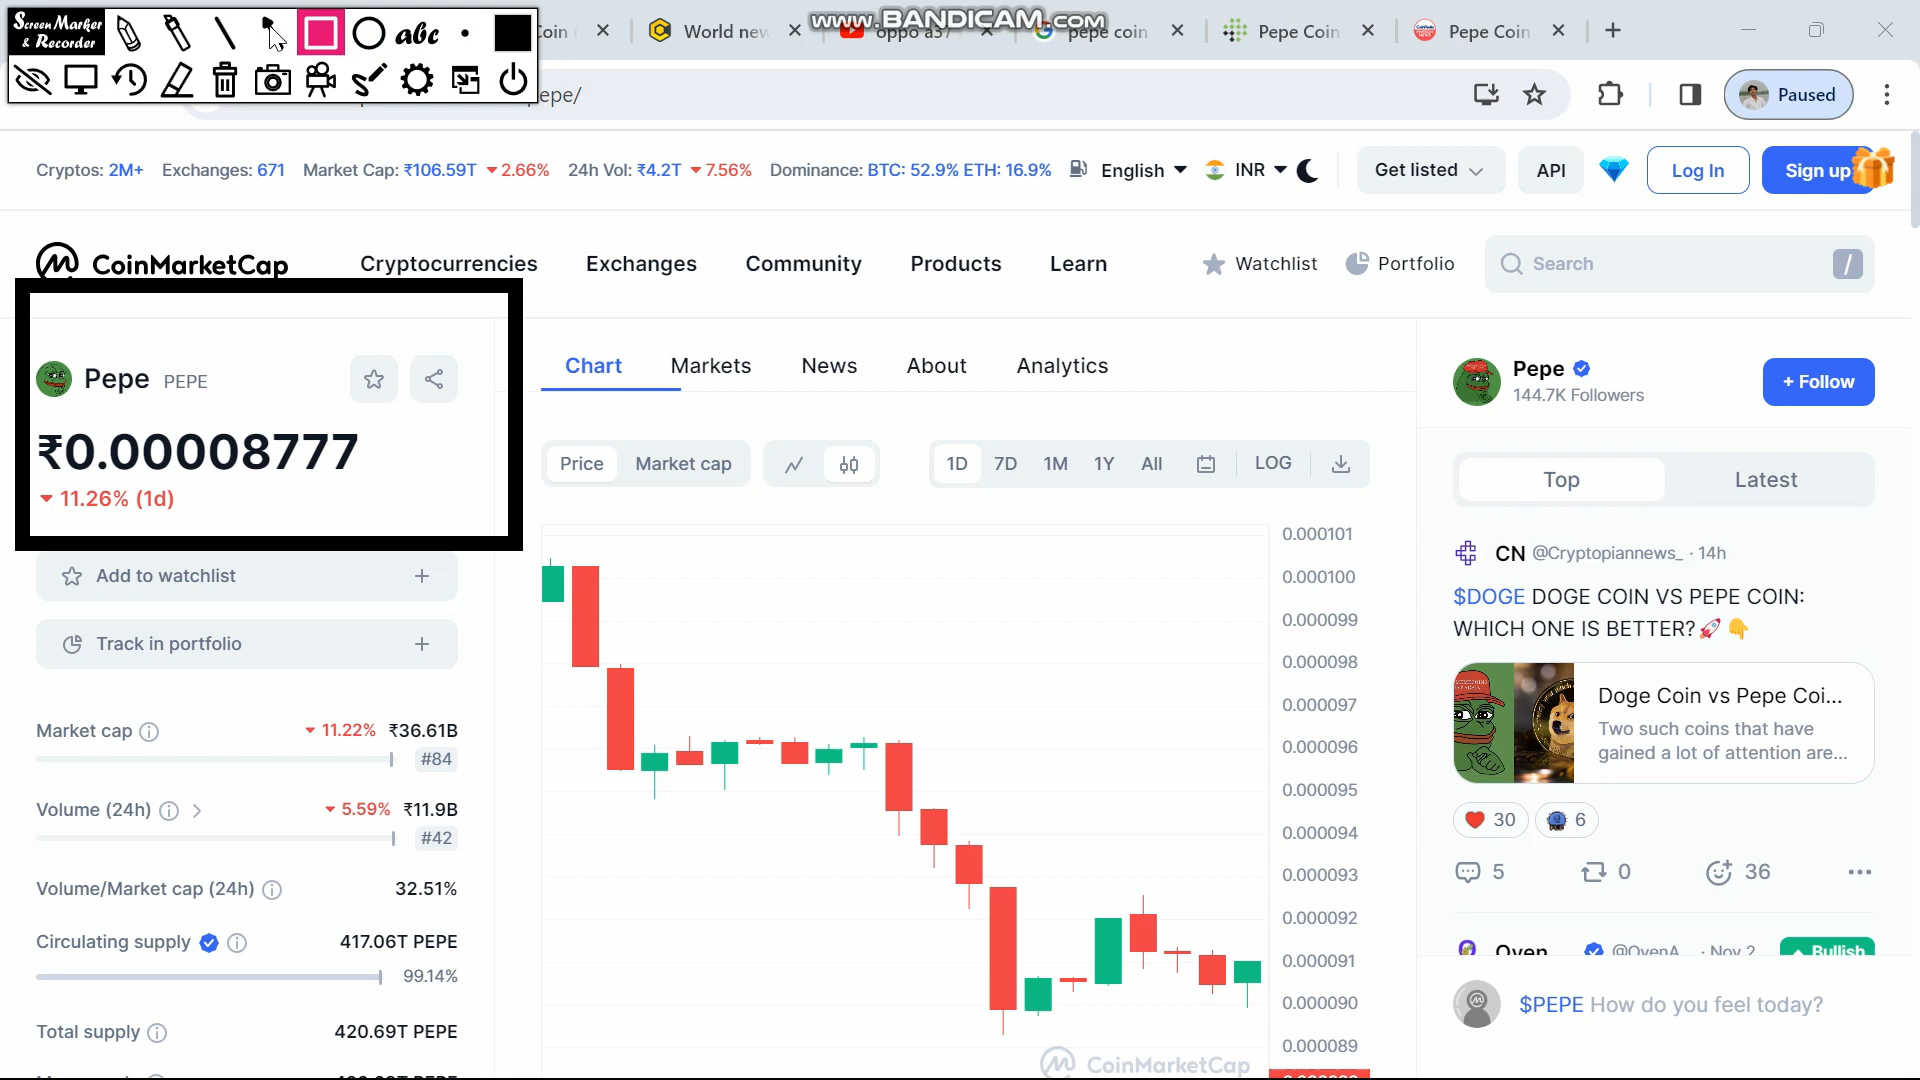 Screen Marker
& Recorder
abc
Coin
World new
oppo a37
pepe coin
Pepe Coin
Pepe Coin
www.BANDICAM.com
epe/
Paused
Cryptos: 2M+ Exchanges: 671 Market Cap: ₹106.59T 2.66% 24h Vol: ₹4.2T 7.56% Dominance: BTC: 52.9% ETH: 16.9% English INR Get listed API Log In Sign up
CoinMarketCap Cryptocurrencies Exchanges Community Products Learn Watchlist Portfolio Search /
Pepe PEPE
₹0.00008777
11.26% (1d)
Add to watchlist +
Track in portfolio +
Market cap 11.22% ₹36.61B
#84
Volume (24h) 5.59% ₹11.9B
#42
Volume/Market cap (24h) 32.51%
Circulating supply 417.06T PEPE
99.14%
Total supply 420.69T PEPE
Chart Markets News About Analytics
Price Market cap 1D 7D 1M 1Y All LOG
0.000101
0.000100
0.000099
0.000098
0.000097
0.000096
0.000095
0.000094
0.000093
0.000092
0.000091
0.000090
0.000089
CoinMarketCap
Pepe
144.7K Followers
+ Follow
Top Latest
CN @Cryptopiannews_ · 14h
$DOGE DOGE COIN VS PEPE COIN:
WHICH ONE IS BETTER?🚀👇
Doge Coin vs Pepe Coi...
Two such coins that have
gained a lot of attention are...
30 6
5 0 36
Oven @OvenA · Nov 2 Bullish
$PEPE How do you feel today?